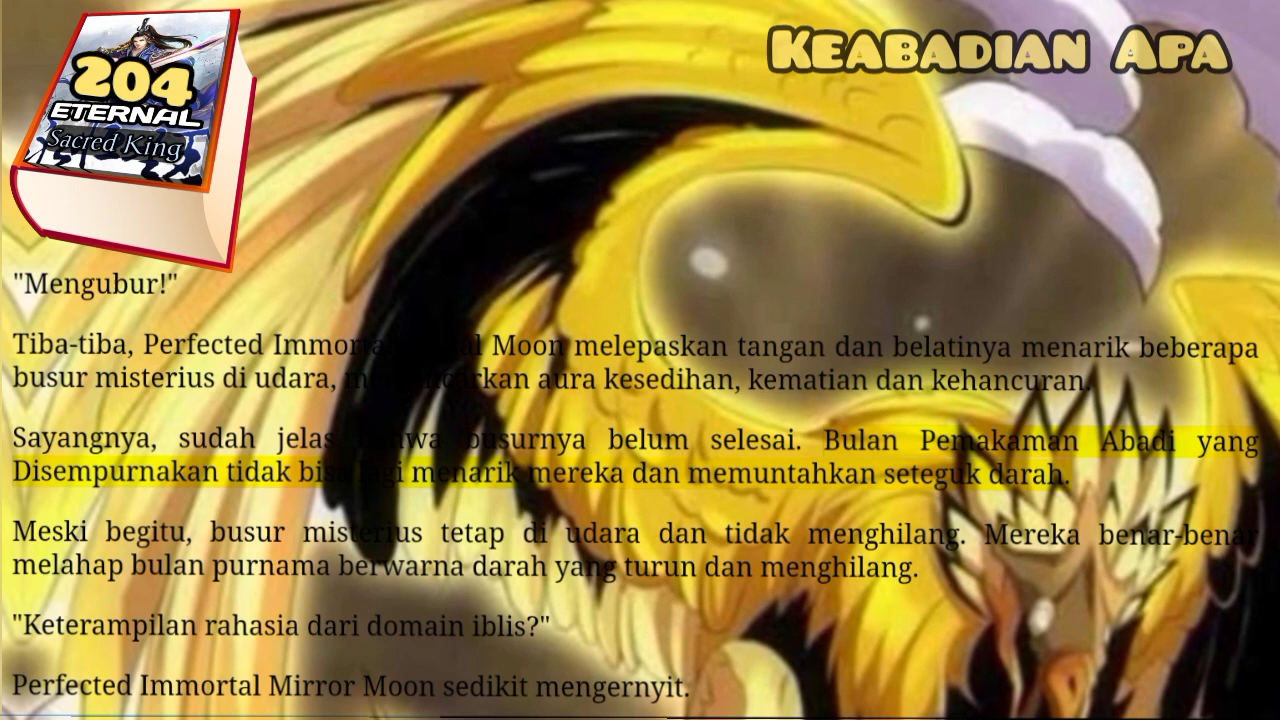 204
ETERNAL
Sacred King
KEABADIAN APA
"Mengubur!"
Tiba-tiba, Perfected Immortal Moon melepaskan tangan dan belatinya menarik beberapa
busur misterius di udara, aura kesedihan, kematian dan kehancuran.
Sayangnya, sudah jelas bahwa busurnya belum selesai. Bulan Pemakaman Abadi yang
Disempurnakan tidak bisa lagi menarik mereka dan memuntahkan seteguk darah.
Meski begitu, busur misterius tetap di udara dan tidak menghilang. Mereka benar-benar
melahap bulan purnama berwarna darah yang turun dan menghilang.
"Keterampilan rahasia dari domain iblis?"
Perfected Immortal Mirror Moon sedikit mengernyit.